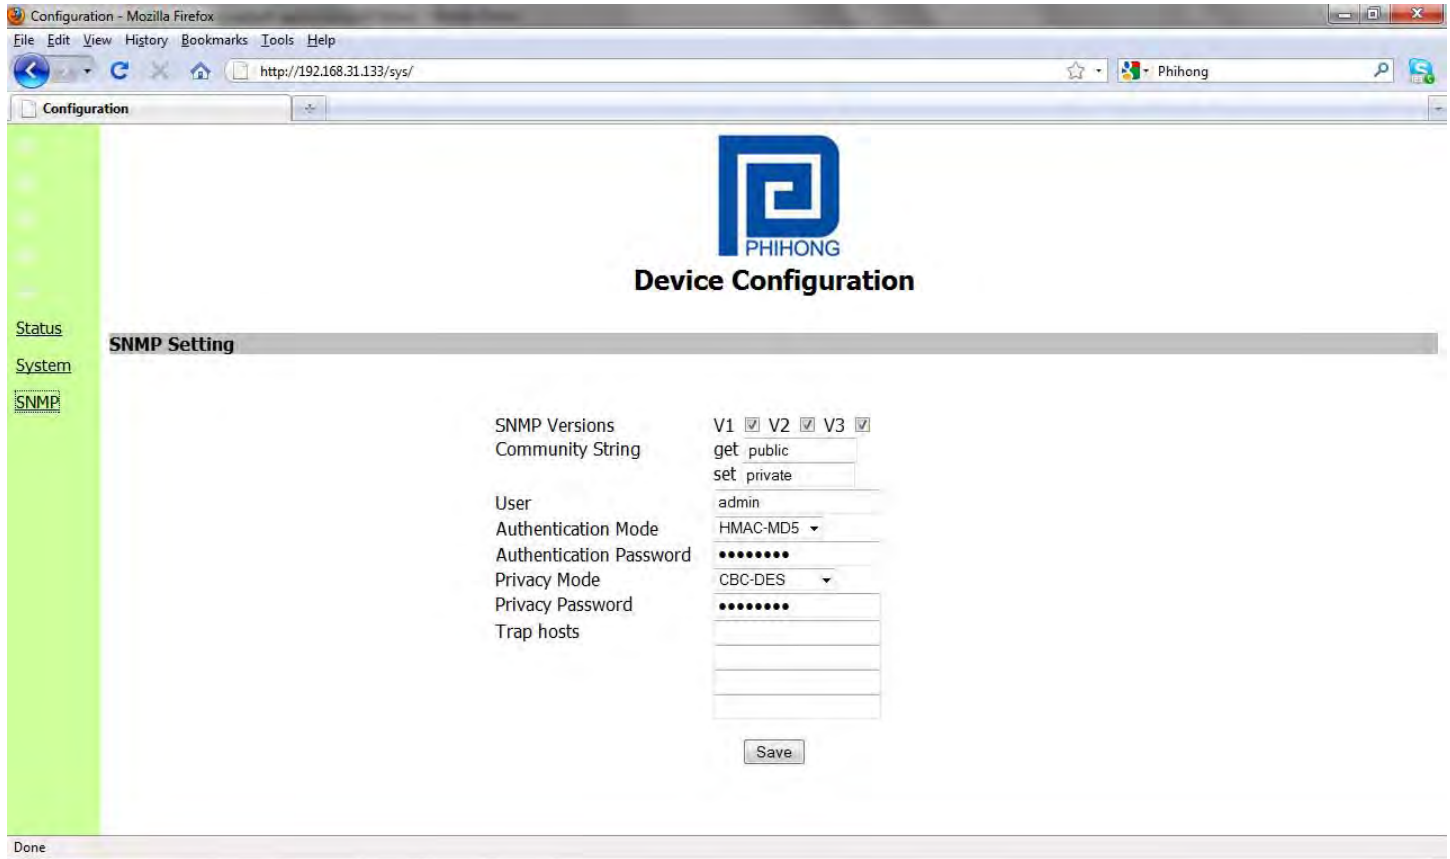 Configuration - Mozilla Firefox
File Edit View History Bookmarks Tools Help
http://192.168.31.133/sys/
Phihong
Configuration
PHIHONG
Device Configuration
Status
System
SNMP
SNMP Setting
SNMP Versions V1 V2 V3
Community String get public
set private
User admin
Authentication Mode HMAC-MD5
Authentication Password ••••••••
Privacy Mode CBC-DES
Privacy Password ••••••••
Trap hosts
Save
Done